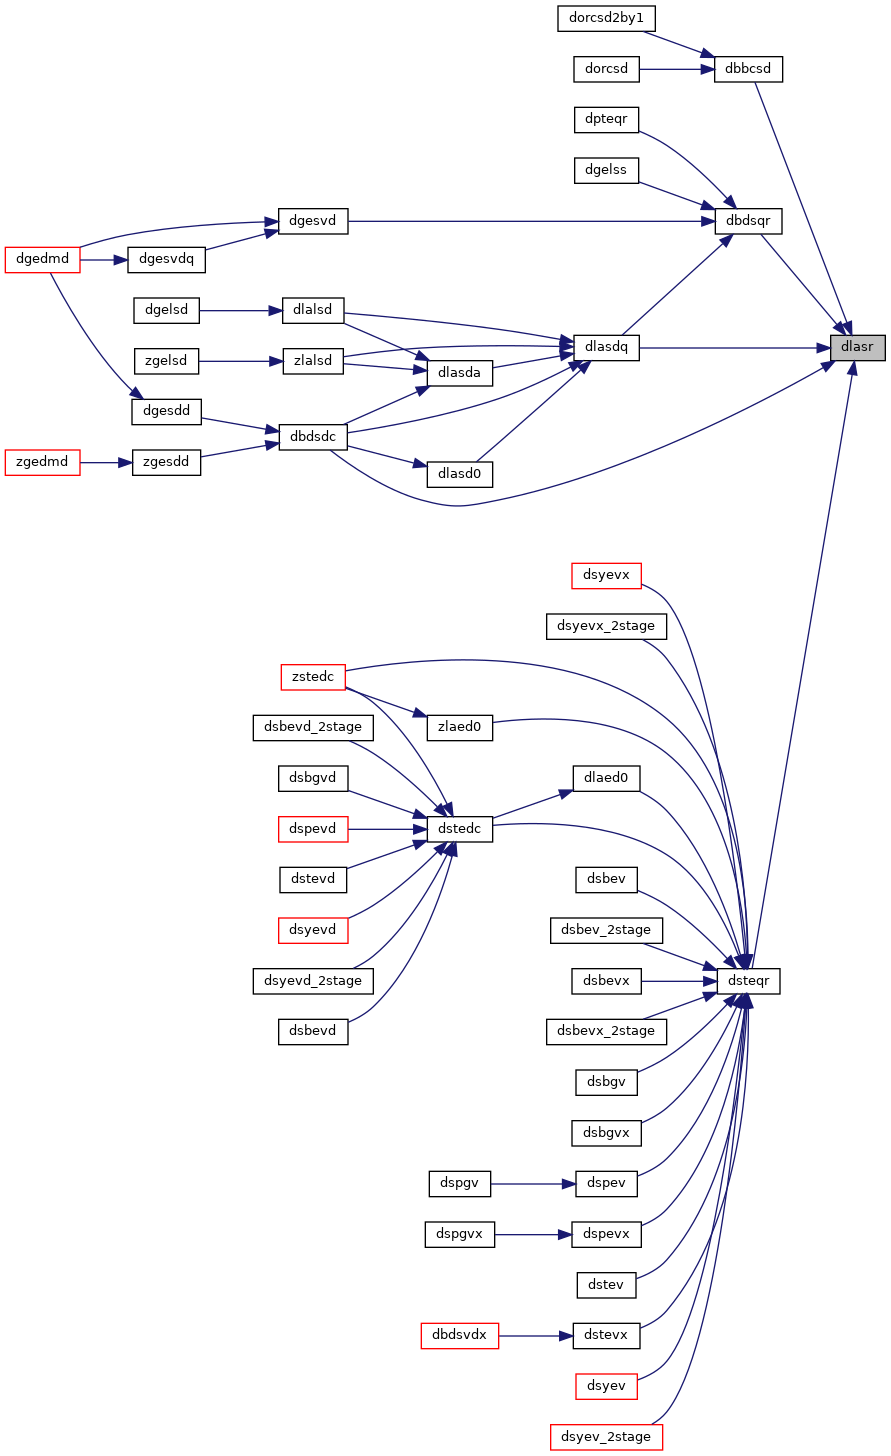 dorcsd2by1
dorcsd
dbbcsd
dpteqr
dgelss
dgesvd
dbdsqr
dgedmd
dgesvdq
dgelsd
dlalsd
dlasdq
dlasr
zgelsd
zlalsd
dlasda
dgesdd
dbdsdc
zgedmd
zgesdd
dlasd0
dsyevx
dsyevx_2stage
zstedc
dsbevd_2stage
zlaed0
dsbgvd
dlaed0
dspevd
dstedc
dstevd
dsbev
dsyevd
dsbev_2stage
dsyevd_2stage
dsbevx
dsteqr
dsbevd
dsbevx_2stage
dsbgv
dsbgvx
dspgv
dspev
dspgvx
dspevx
dstev
dbdsvdx
dstevx
dsyev
dsyev_2stage